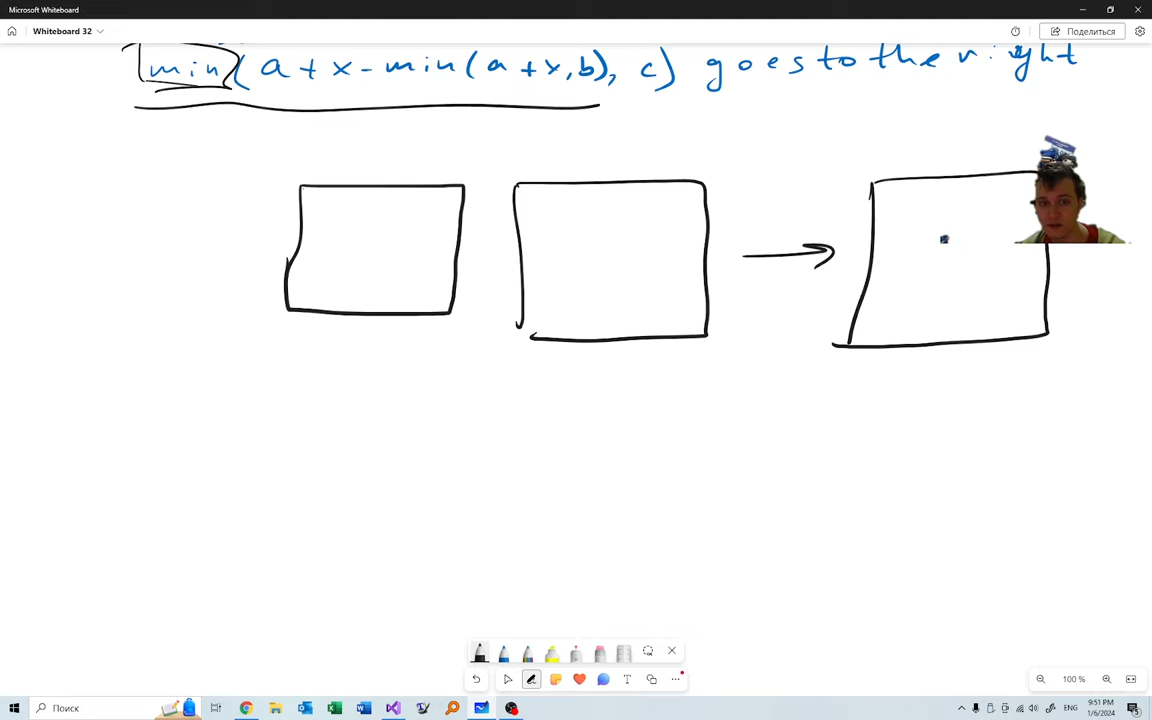 Microsoft Whiteboard
Whiteboard 32
Поделиться
min(a+x-min(a+x,b), c) goes to the right
100 %
Поиск
ENG
9:51 PM
1/6/2024